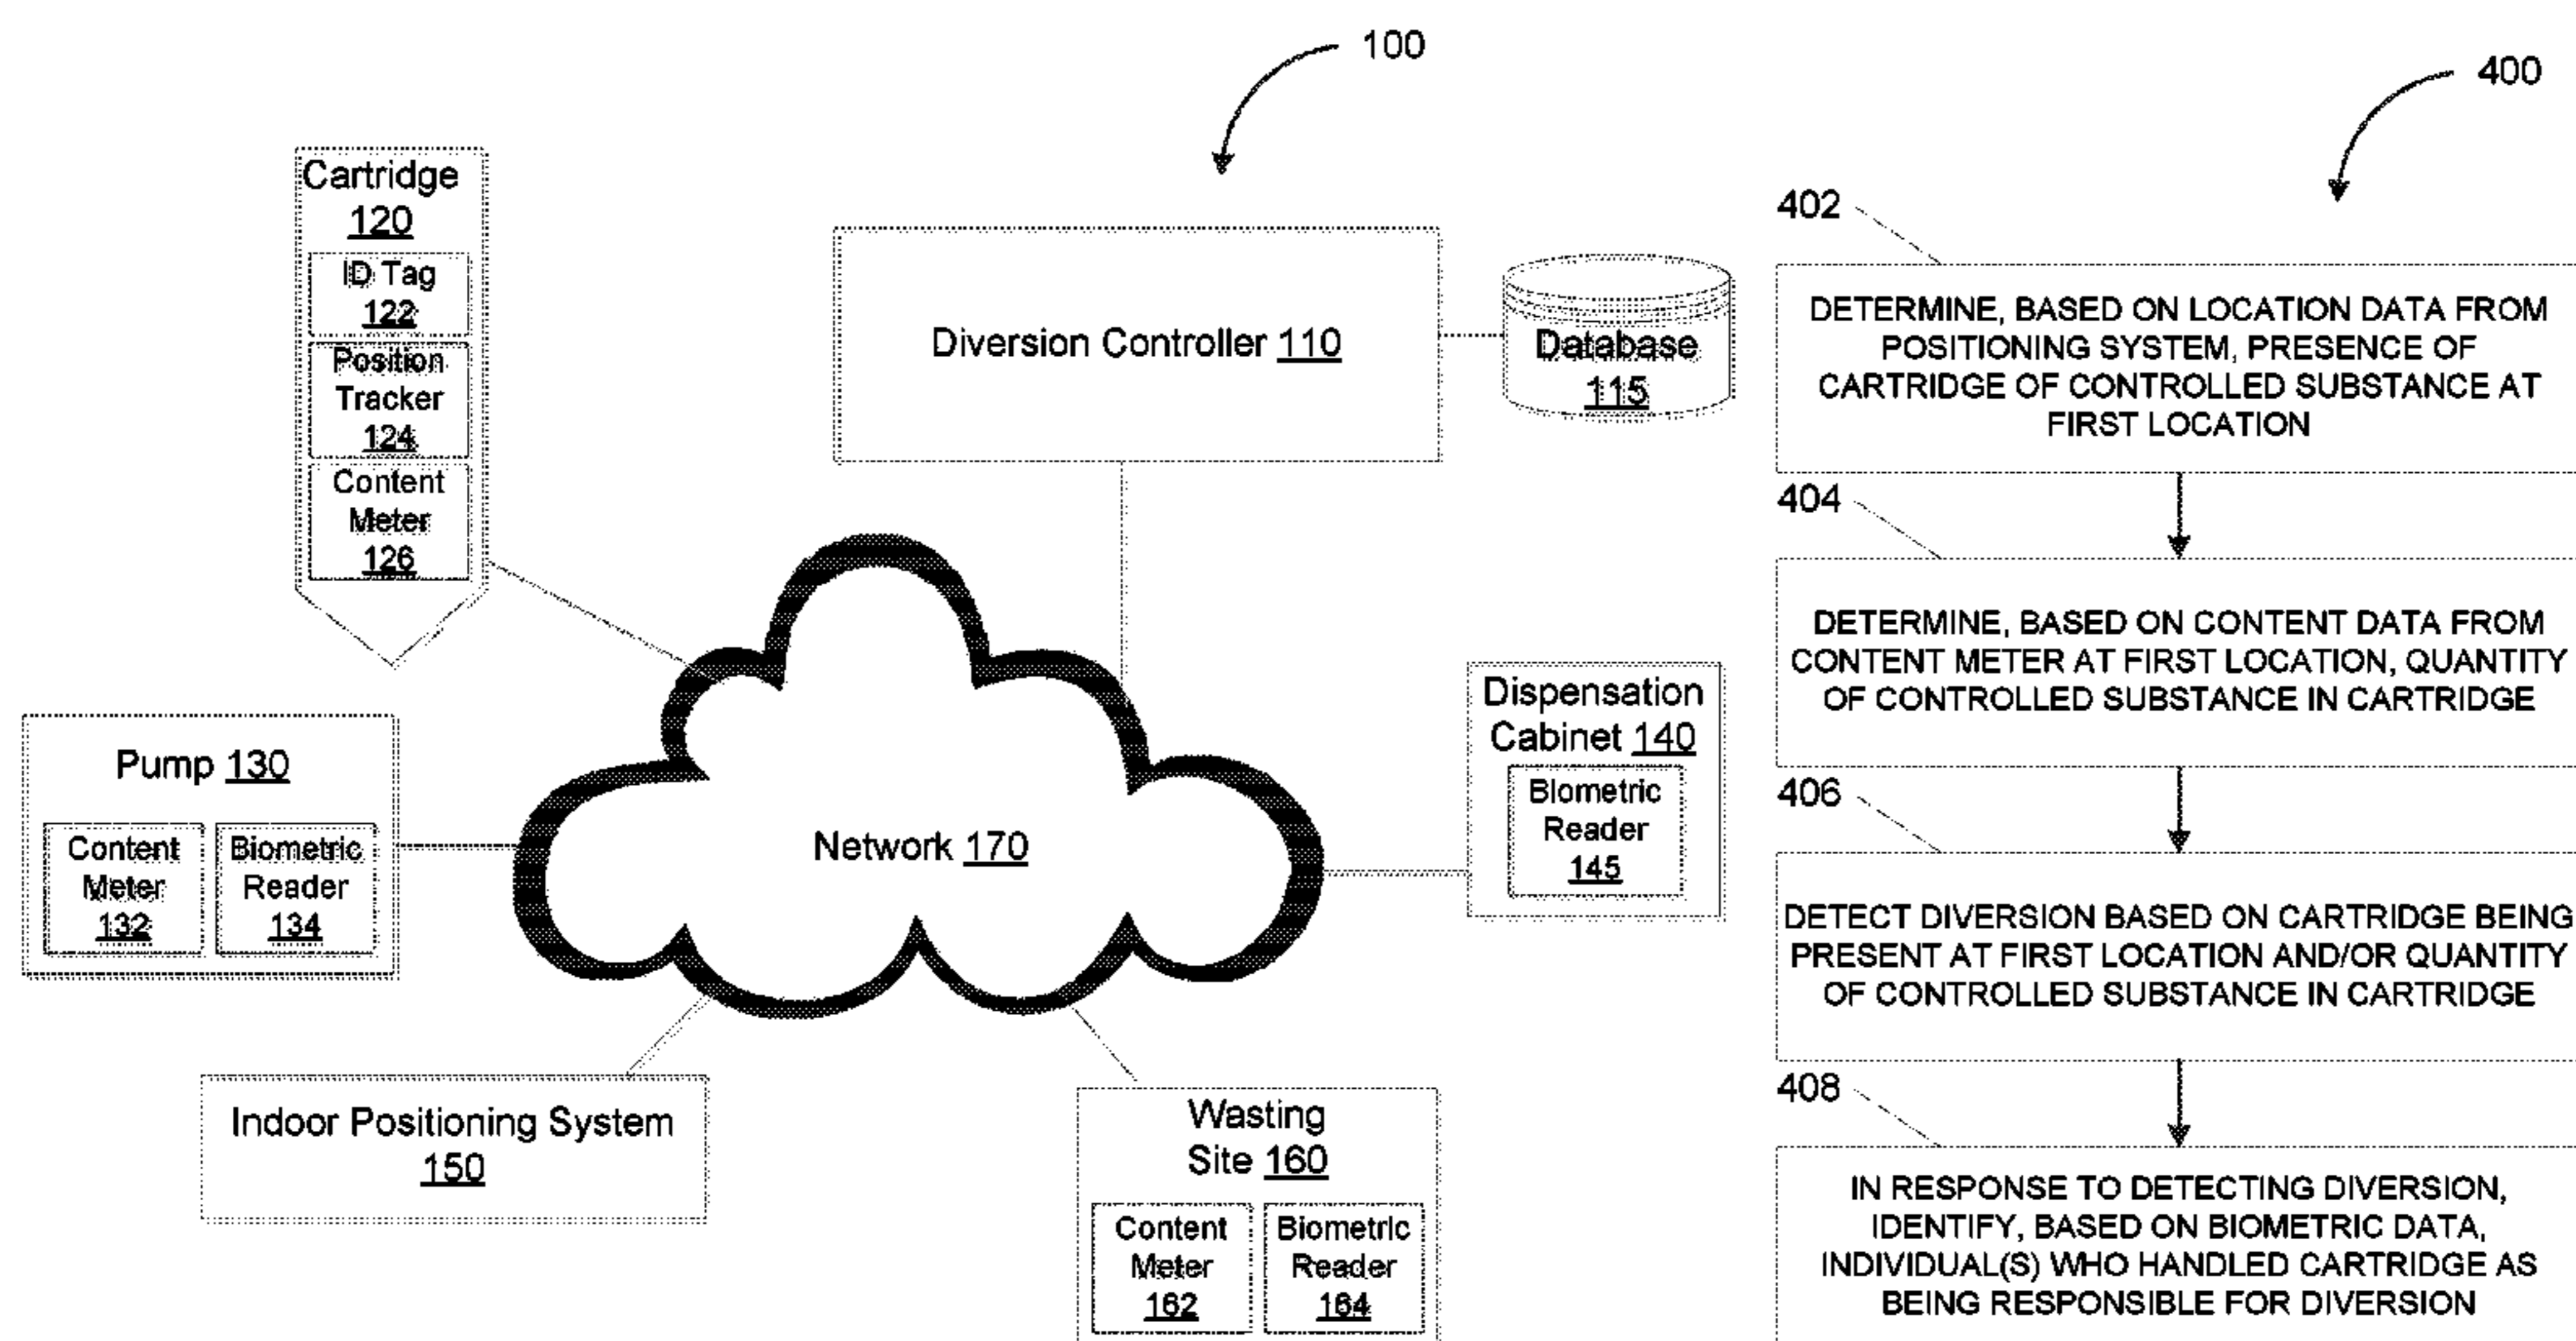 100
Cartridge
120
ID Tag
122
Position
Tracker
124
Content
Meter
126
Diversion Controller 110
Database
115
Pump 130
Content
Meter
132
Biometric
Reader
134
Network 170
Dispensation
Cabinet 140
Biometric
Reader
145
Indoor Positioning System
150
Wasting
Site 160
Content
Meter
162
Biometric
Reader
164
400
402
DETERMINE, BASED ON LOCATION DATA FROM
POSITIONING SYSTEM, PRESENCE OF
CARTRIDGE OF CONTROLLED SUBSTANCE AT
FIRST LOCATION
404
DETERMINE, BASED ON CONTENT DATA FROM
CONTENT METER AT FIRST LOCATION, QUANTITY
OF CONTROLLED SUBSTANCE IN CARTRIDGE
406
DETECT DIVERSION BASED ON CARTRIDGE BEING
PRESENT AT FIRST LOCATION AND/OR QUANTITY
OF CONTROLLED SUBSTANCE IN CARTRIDGE
408
IN RESPONSE TO DETECTING DIVERSION,
IDENTIFY, BASED ON BIOMETRIC DATA,
INDIVIDUAL(S) WHO HANDLED CARTRIDGE AS
BEING RESPONSIBLE FOR DIVERSION